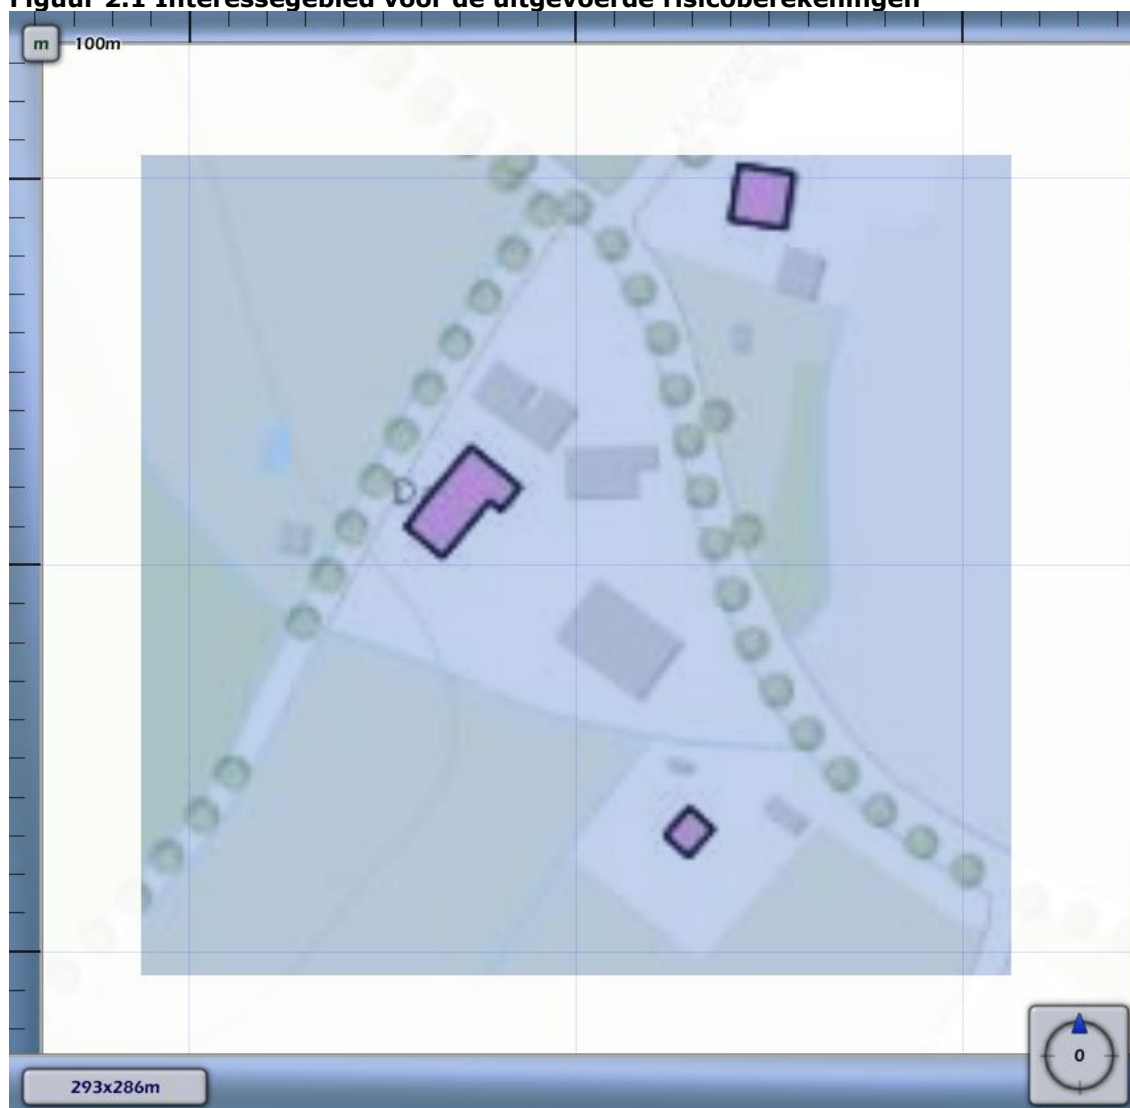 Figuur 2.1 Interessegebied voor de uitgevoerde risicoberekeningen
m
100m
0
293x286m